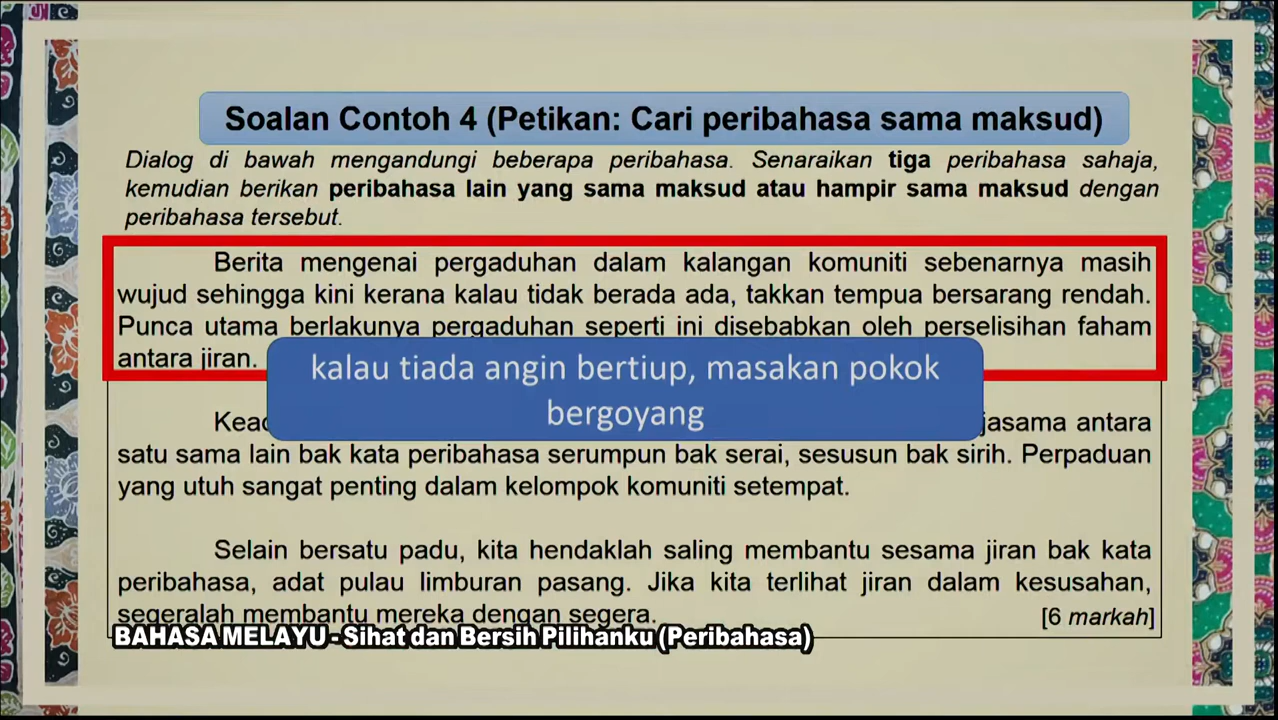 Soalan Contoh 4 (Petikan: Cari peribahasa sama maksud)
Dialog di bawah mengandungi beberapa peribahasa. Senaraikan tiga peribahasa sahaja,
kemudian berikan peribahasa lain yang sama maksud atau hampir sama maksud dengan
peribahasa tersebut.
Berita mengenai pergaduhan dalam kalangan komuniti sebenarnya masih
wujud sehingga kini kerana kalau tidak berada ada, takkan tempua bersarang rendah.
Punca utama berlakunya pergaduhan seperti ini disebabkan oleh perselisihan faham
antara jiran.
kalau tiada angin bertiup, masakan pokok
bergoyang
antara
satu sama lain bak kata peribahasa serumpun bak serai, sesusun bak sirih. Perpaduan
yang utuh sangat penting dalam kelompok komuniti setempat.
Selain bersatu padu, kita hendaklah saling membantu sesama jiran bak kata
peribahasa, adat pulau limburan pasang. Jika kita terlihat jiran dalam kesusahan,
segeralah membantu mereka dengan segera. [6 markah]
BAHASA MELAYU - Sihat dan Bersih Pilihanku (Peribahasa)